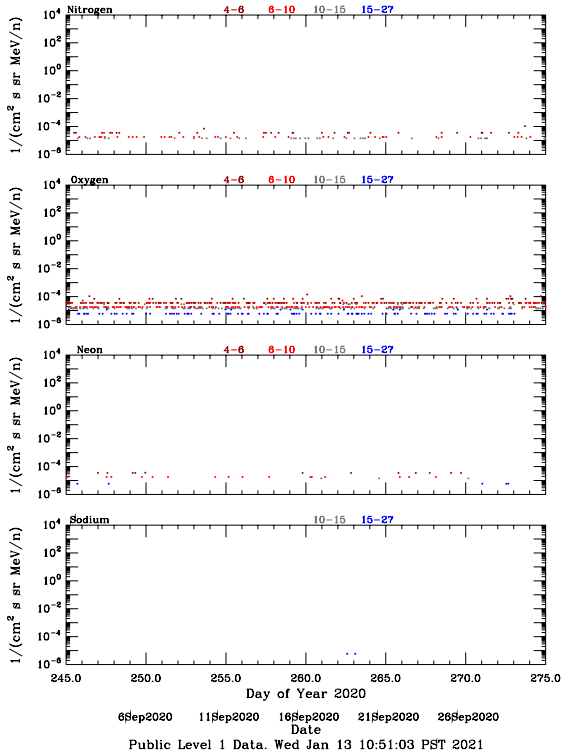 Nitrogen 4-6 6-10 10-15 15-27
10^4
10^2
10^0
10^-2
10^-4
10^-6
1/(cm^2 s sr MeV/n)
Oxygen 4-6 6-10 10-15 15-27
10^4
10^2
10^0
10^-2
10^-4
10^-6
1/(cm^2 s sr MeV/n)
Neon 4-6 6-10 10-15 15-27
10^4
10^2
10^0
10^-2
10^-4
10^-6
1/(cm^2 s sr MeV/n)
Sodium 10-15 15-27
10^4
10^2
10^0
10^-2
10^-4
10^-6
1/(cm^2 s sr MeV/n)
245.0 250.0 255.0 260.0 265.0 270.0 275.0
Day of Year 2020
6Sep2020 11Sep2020 16Sep2020 21Sep2020 26Sep2020
Date
Public Level 1 Data. Wed Jan 13 10:51:03 PST 2021